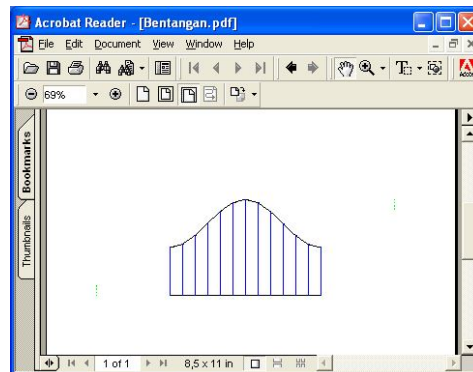 Acrobat Reader - [Bentangan.pdf]
File Edit Document View Window Help
69%
Bookmarks
Thumbnails
1 of 1
8,5 x 11 in